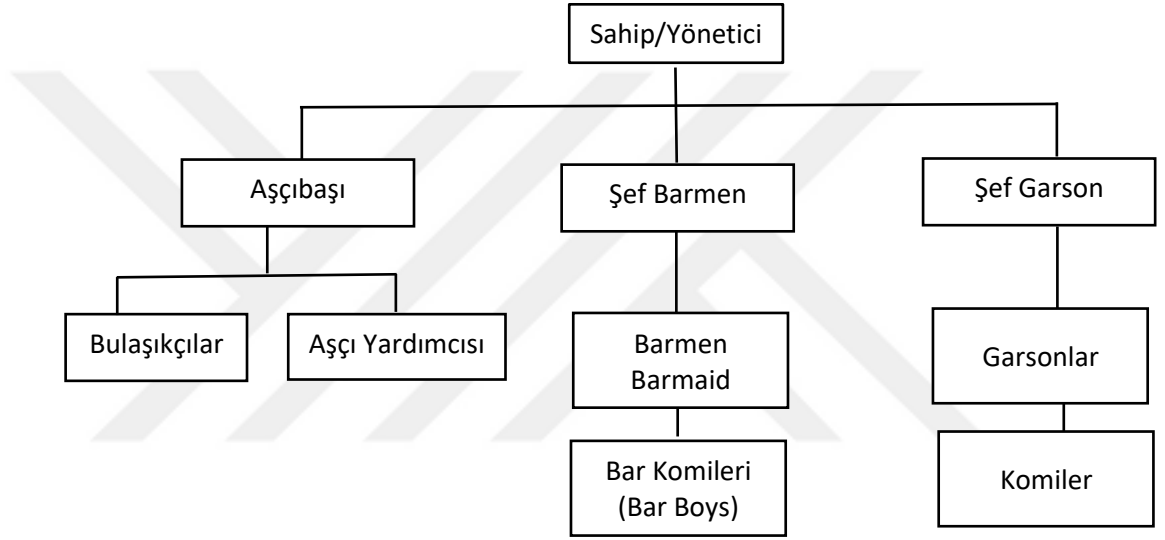 Sahip/Yönetici
Aşçıbaşı
Şef Barmen
Şef Garson
Bulaşıkçılar
Aşçı Yardımcısı
Barmen
Barmaid
Garsonlar
Bar Komileri
(Bar Boys)
Komiler